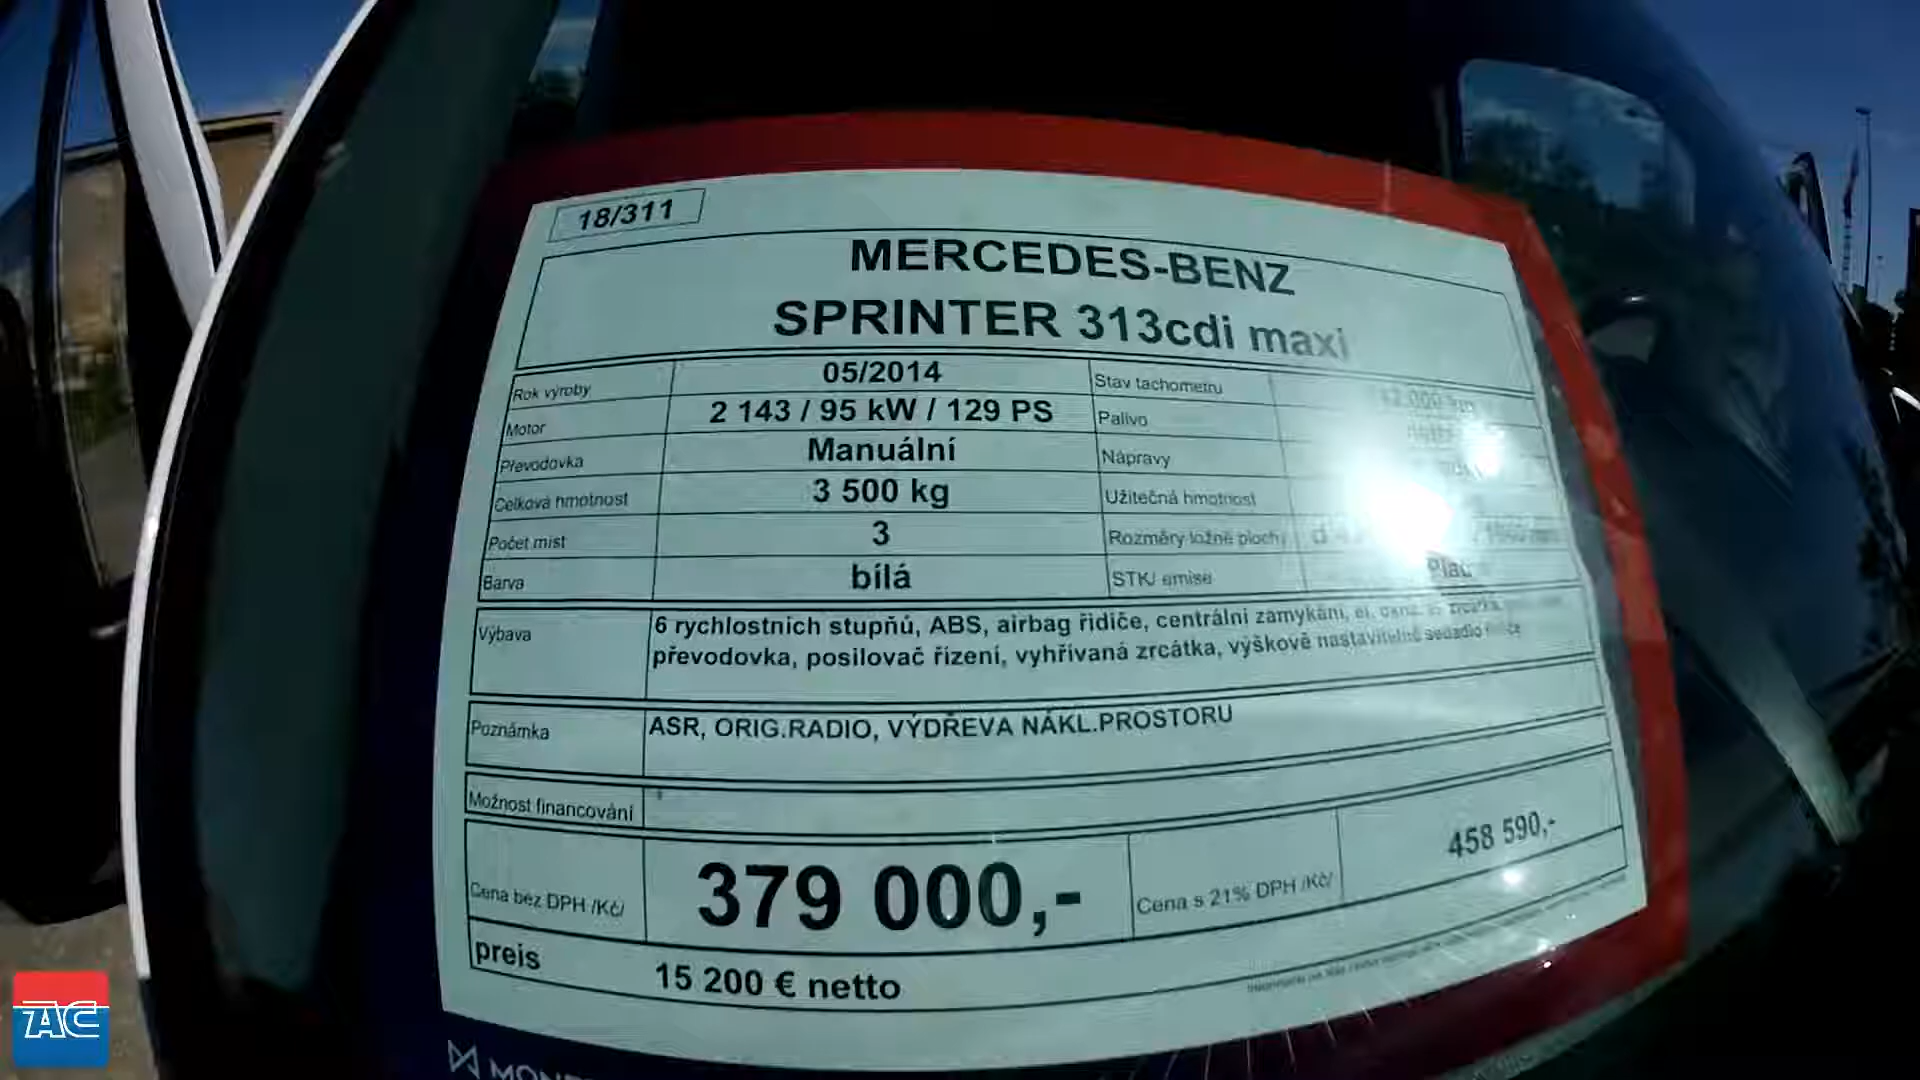 18/311
MERCEDES-BENZ
SPRINTER 313cdi maxi
Rok výroby 05/2014 Stav tachometru
Motor 2 143 / 95 kW / 129 PS Palivo
Převodovka Manuální Nápravy
Celková hmotnost 3 500 kg Užitečná hmotnost
Počet míst 3 Rozměry ložné plochy
Barva bílá STK/ emise
Výbava 6 rychlostních stupňů, ABS, airbag řidiče, centrální zamykání, el.
převodovka, posilovač řízení, vyhřívaná zrcátka, výškově nastavitelné sedadlo
Poznámka ASR, ORIG.RADIO, VÝDŘEVA NÁKL.PROSTORU
Možnost financování
Cena bez DPH /Kč/ 379 000,- Cena s 21% DPH /Kč/ 458 590,-
preis 15 200 € netto
AC